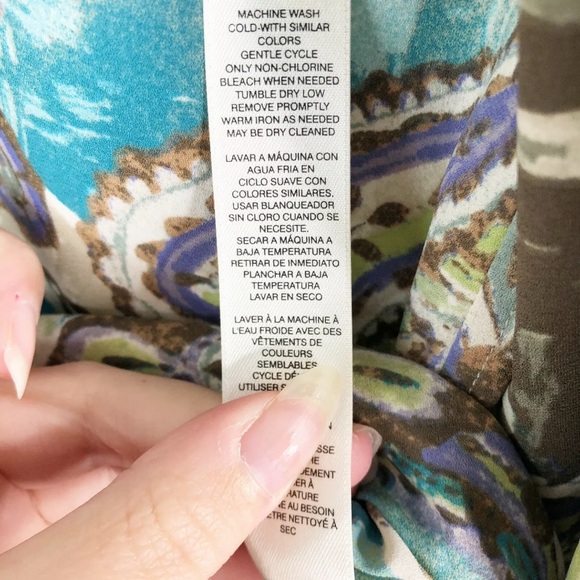 MACHINE WASH
COLD-WITH SIMILAR
COLORS
GENTLE CYCLE
ONLY NON-CHLORINE
BLEACH WHEN NEEDED
TUMBLE DRY LOW
REMOVE PROMPTLY
WARM IRON AS NEEDED
MAY BE DRY CLEANED
LAVAR A MÁQUINA CON
AGUA FRIA EN
CICLO SUAVE CON
COLORES SIMILARES.
USAR BLANQUEADOR
SIN CLORO CUANDO SE
NECESITE.
SECAR A MÁQUINA A
BAJA TEMPERATURA
RETIRAR DE INMEDIATO
PLANCHAR A BAJA
TEMPERATURA
LAVAR EN SECO
LAVER À LA MACHINE À
L'EAU FROIDE AVEC DES
VÊTEMENTS DE
COULEURS
SEMBLABLES
CYCLE
UTILISER
AU BESOIN
NETTOYÉ À
SEC